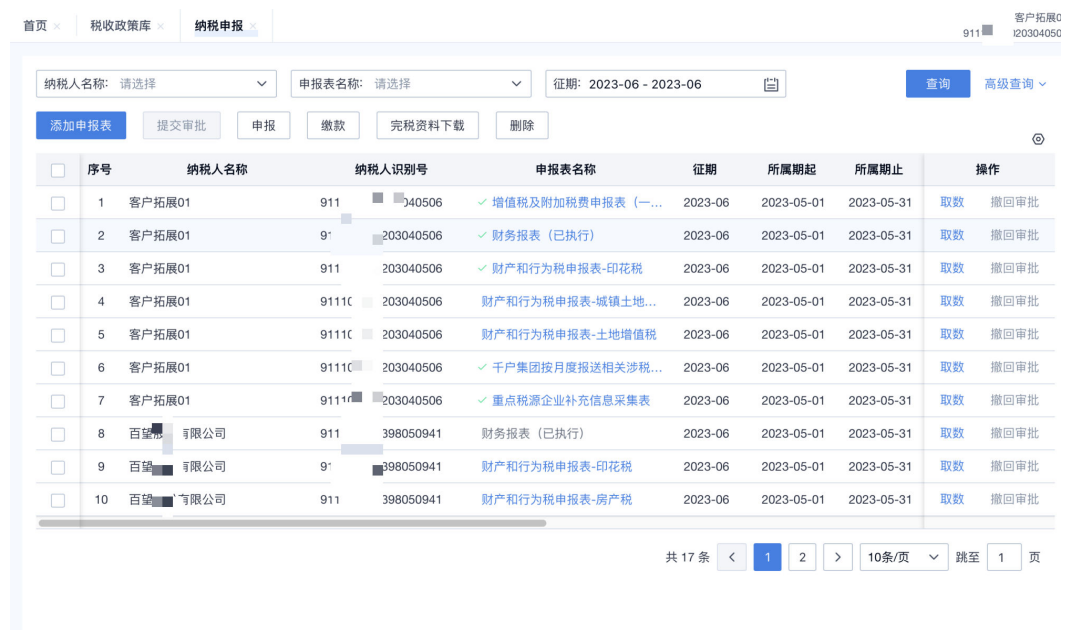 首页 税收政策库 纳税申报 客户拓展0
911 20304050
纳税人名称: 请选择 申报表名称: 请选择 征期: 2023-06 - 2023-06 查询 高级查询
添加申报表 提交审批 申报 缴款 完税资料下载 删除
序号 纳税人名称 纳税人识别号 申报表名称 征期 所属期起 所属期止 操作
1 客户拓展01 911 040506 增值税及附加税费申报表（一... 2023-06 2023-05-01 2023-05-31 取数 撤回审批
2 客户拓展01 91 203040506 财务报表（已执行） 2023-06 2023-05-01 2023-05-31 取数 撤回审批
3 客户拓展01 911 203040506 财产和行为税申报表-印花税 2023-06 2023-05-01 2023-05-31 取数 撤回审批
4 客户拓展01 9111 203040506 财产和行为税申报表-城镇土地... 2023-06 2023-05-01 2023-05-31 取数 撤回审批
5 客户拓展01 9111 203040506 财产和行为税申报表-土地增值税 2023-06 2023-05-01 2023-05-31 取数 撤回审批
6 客户拓展01 9111 203040506 千户集团按月度报送相关涉税... 2023-06 2023-05-01 2023-05-31 取数 撤回审批
7 客户拓展01 9111 203040506 重点税源企业补充信息采集表 2023-06 2023-05-01 2023-05-31 取数 撤回审批
8 百望 有限公司 911 398050941 财务报表（已执行） 2023-06 2023-05-01 2023-05-31 取数 撤回审批
9 百望 有限公司 91 398050941 财产和行为税申报表-印花税 2023-06 2023-05-01 2023-05-31 取数 撤回审批
10 百望 有限公司 911 398050941 财产和行为税申报表-房产税 2023-06 2023-05-01 2023-05-31 取数 撤回审批
共 17 条 1 2 10条/页 跳至 1 页